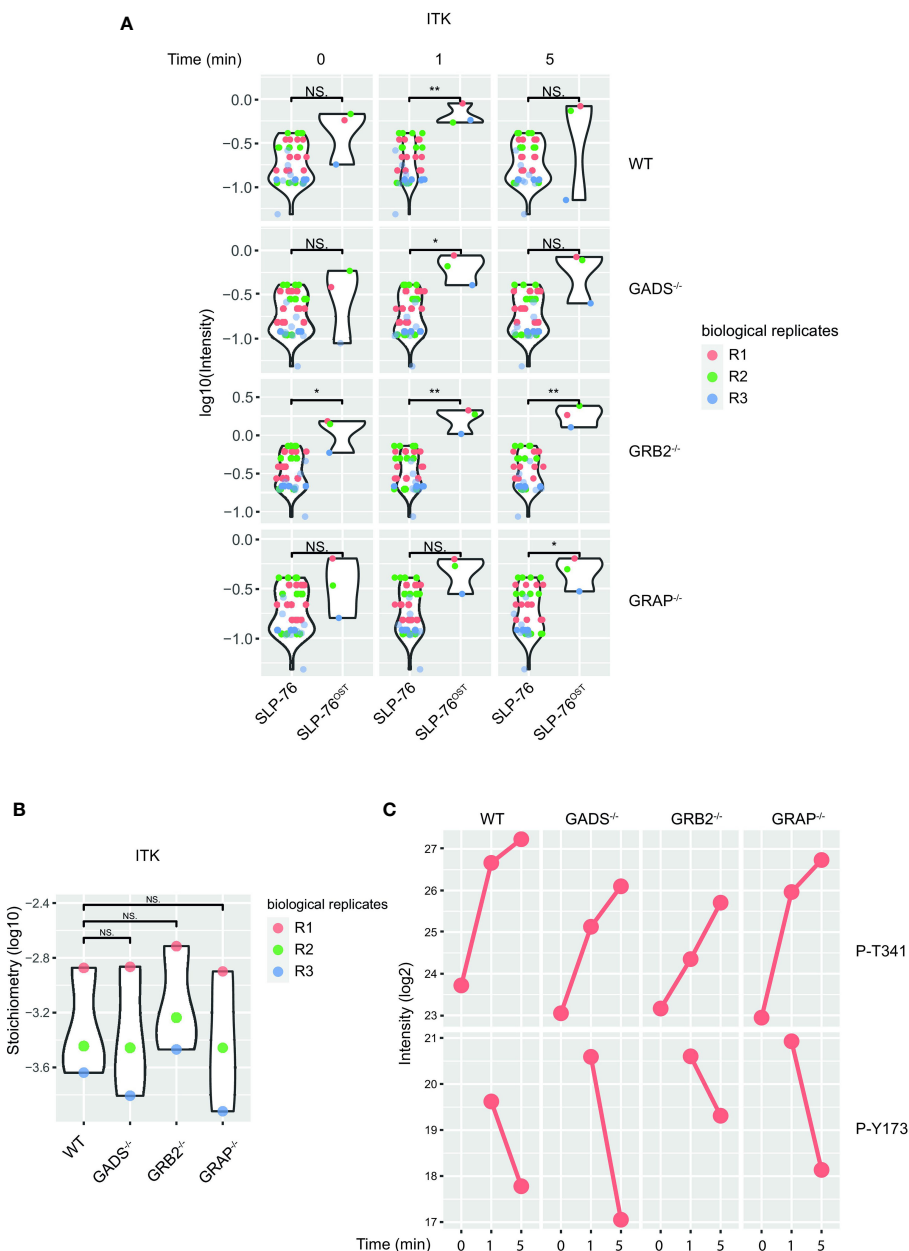 A
ITK
Time (min) 0 1 5
NS. ** NS.
0.0
−0.5
−1.0
WT
NS. * NS.
0.0
−0.5
−1.0
GADS-/-
log10(Intensity)
* ** **
0.5
0.0
−0.5
−1.0
GRB2-/-
NS. NS. *
0.0
−0.5
−1.0
GRAP-/-
SLP-76 SLP-76OST SLP-76 SLP-76OST SLP-76 SLP-76OST
biological replicates
R1
R2
R3
B
ITK
Stoichiometry (log10)
−2.4
−2.8
−3.2
−3.6
NS.
NS.
NS.
WT GADS-/- GRB2-/- GRAP-/-
biological replicates
R1
R2
R3
C
WT GADS-/- GRB2-/- GRAP-/-
Intensity (log2)
27
26
25
24
23
P-T341
21
20
19
18
17
P-Y173
Time (min) 0 1 5 0 1 5 0 1 5 0 1 5